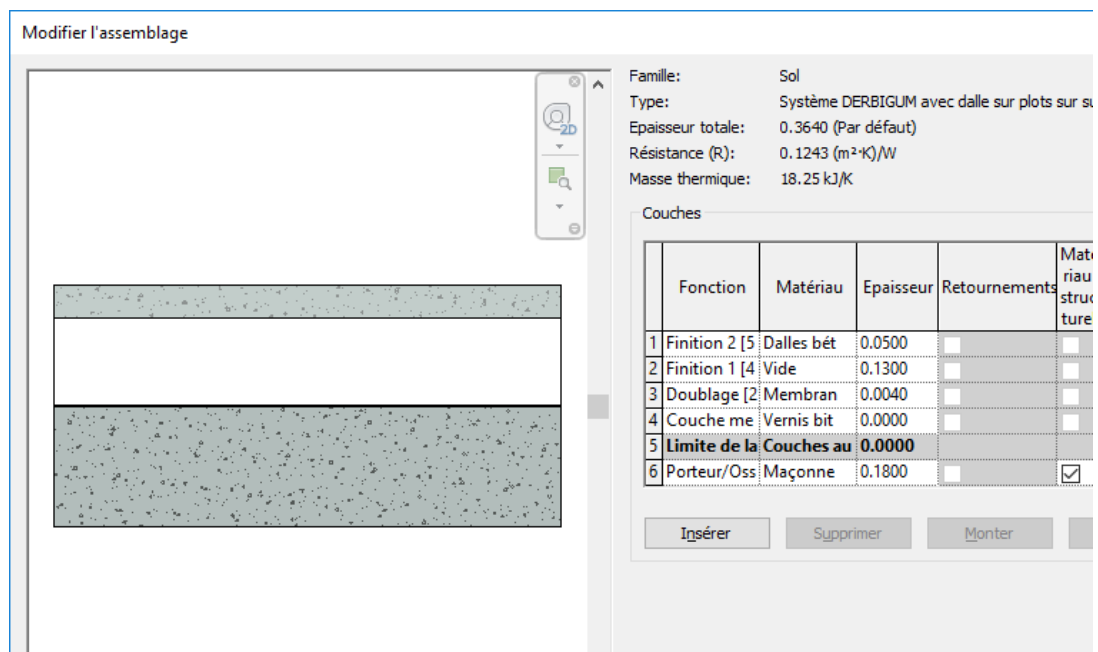 Modifier l'assemblage
2D
Famille: Sol
Type: Système DERBIGUM avec dalle sur plots sur su
Epaisseur totale: 0.3640 (Par défaut)
Résistance (R): 0.1243 (m²·K)/W
Masse thermique: 18.25 kJ/K
Couches
Fonction Matériau Epaisseur Retournements Maté riau struc ture
1 Finition 2 [5 Dalles bét 0.0500
2 Finition 1 [4 Vide 0.1300
3 Doublage [2 Membran 0.0040
4 Couche me Vernis bit 0.0000
5 Limite de la Couches au 0.0000
6 Porteur/Oss Maçonne 0.1800
Insérer Supprimer Monter